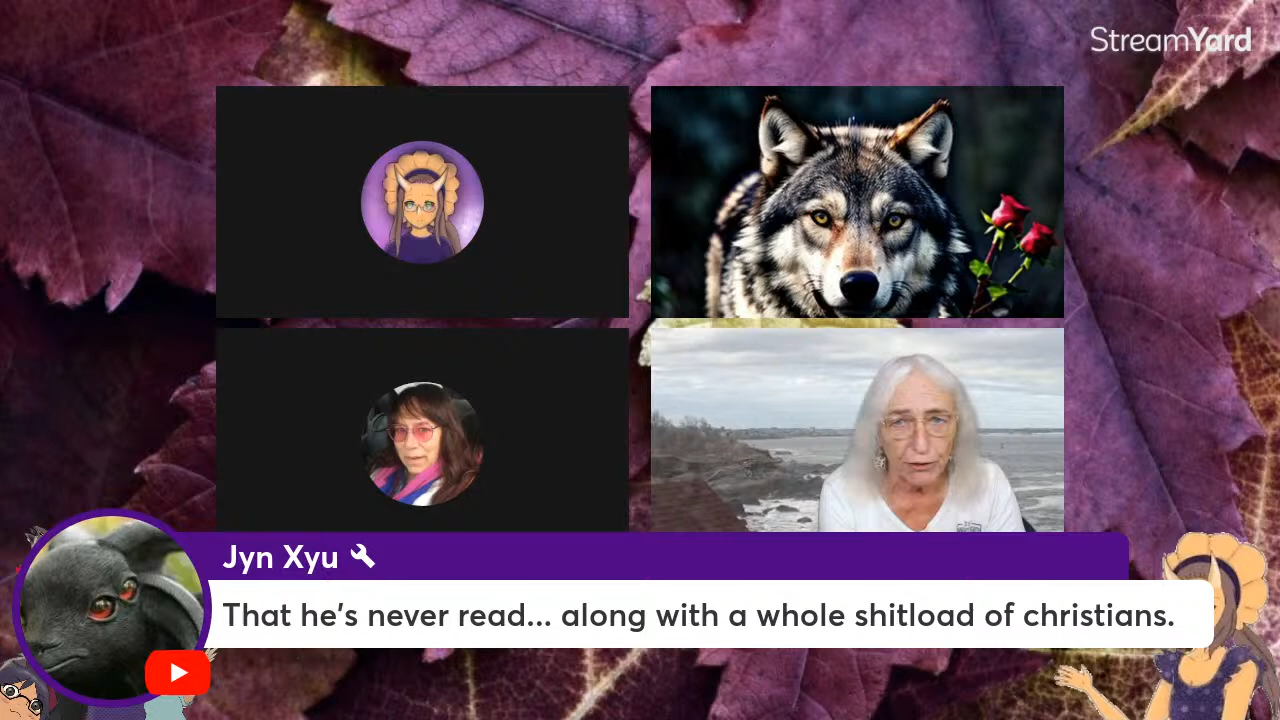 StreamYard
Jyn Xyu
That he's never read... along with a whole shitload of christians.